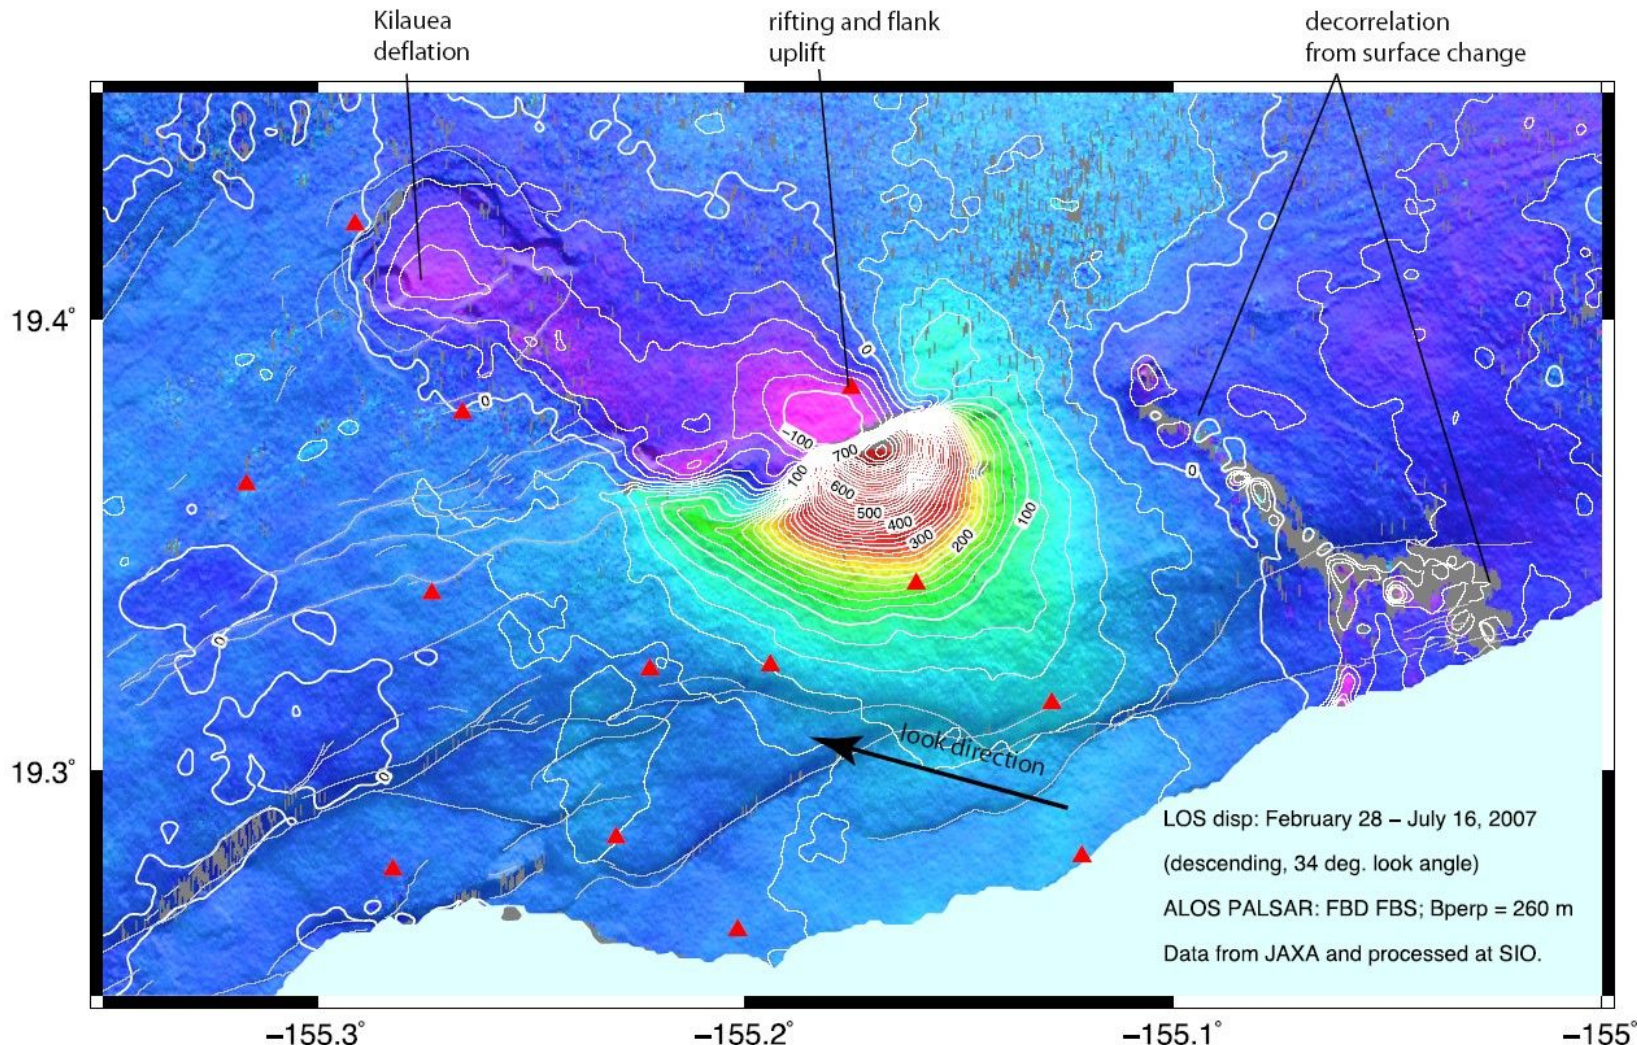 Kilauea
deflation
rifting and flank
uplift
decorrelation
from surface change
19.4°
19.3°
0
0
0
0
0
0
−100
100
700
600
500
400
300
200
100
look direction
LOS disp: February 28 – July 16, 2007
(descending, 34 deg. look angle)
ALOS PALSAR: FBD FBS; Bperp = 260 m
Data from JAXA and processed at SIO.
−155.3°
−155.2°
−155.1°
−155°